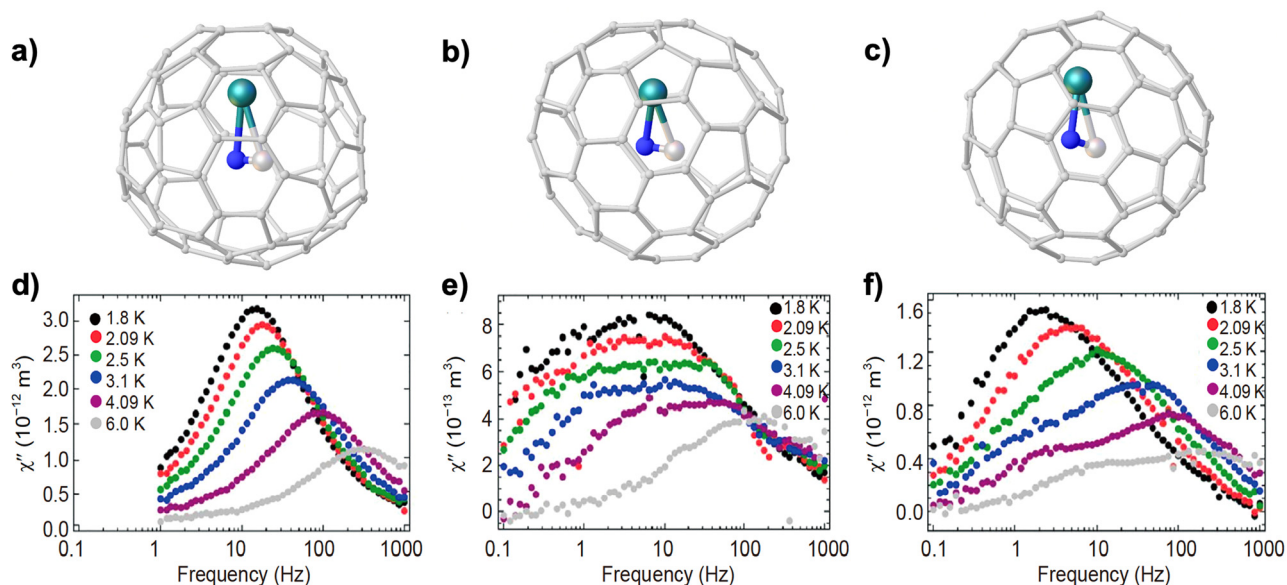 a)
b)
c)
d)
3.0
2.5
2.0
1.5
1.0
0.5
0.0
χ″ (10⁻¹² m³)
1.8 K
2.09 K
2.5 K
3.1 K
4.09 K
6.0 K
0.1 1 10 100 1000
Frequency (Hz)
e)
8
6
4
2
0
χ″ (10⁻¹³ m³)
1.8 K
2.09 K
2.5 K
3.1 K
4.09 K
6.0 K
0.1 1 10 100 1000
Frequency (Hz)
f)
1.6
1.2
0.8
0.4
0.0
χ″ (10⁻¹² m³)
1.8 K
2.09 K
2.5 K
3.1 K
4.09 K
6.0 K
0.1 1 10 100 1000
Frequency (Hz)